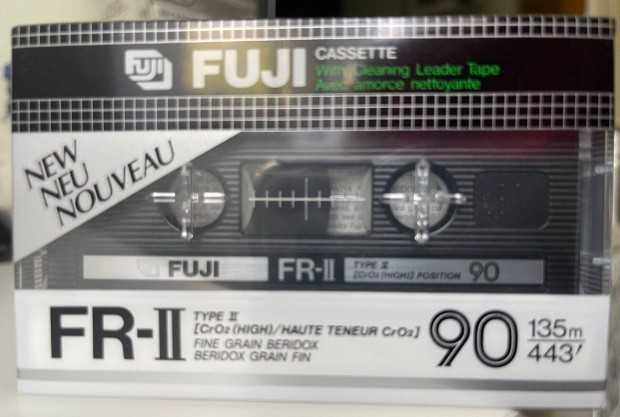 FUJI
FUJI
CASSETTE
With Cleaning Leader Tape
Avec amorce nettoyante
NEW
NEU
NOUVEAU
FUJI
FR-II
TYPE II
[CrO2 (HIGH)] POSITION
90
FR-II
TYPE II
[CrO2 (HIGH)/HAUTE TENEUR CrO2]
FINE GRAIN BERIDOX
BERIDOX GRAIN FIN
90
135m
443'